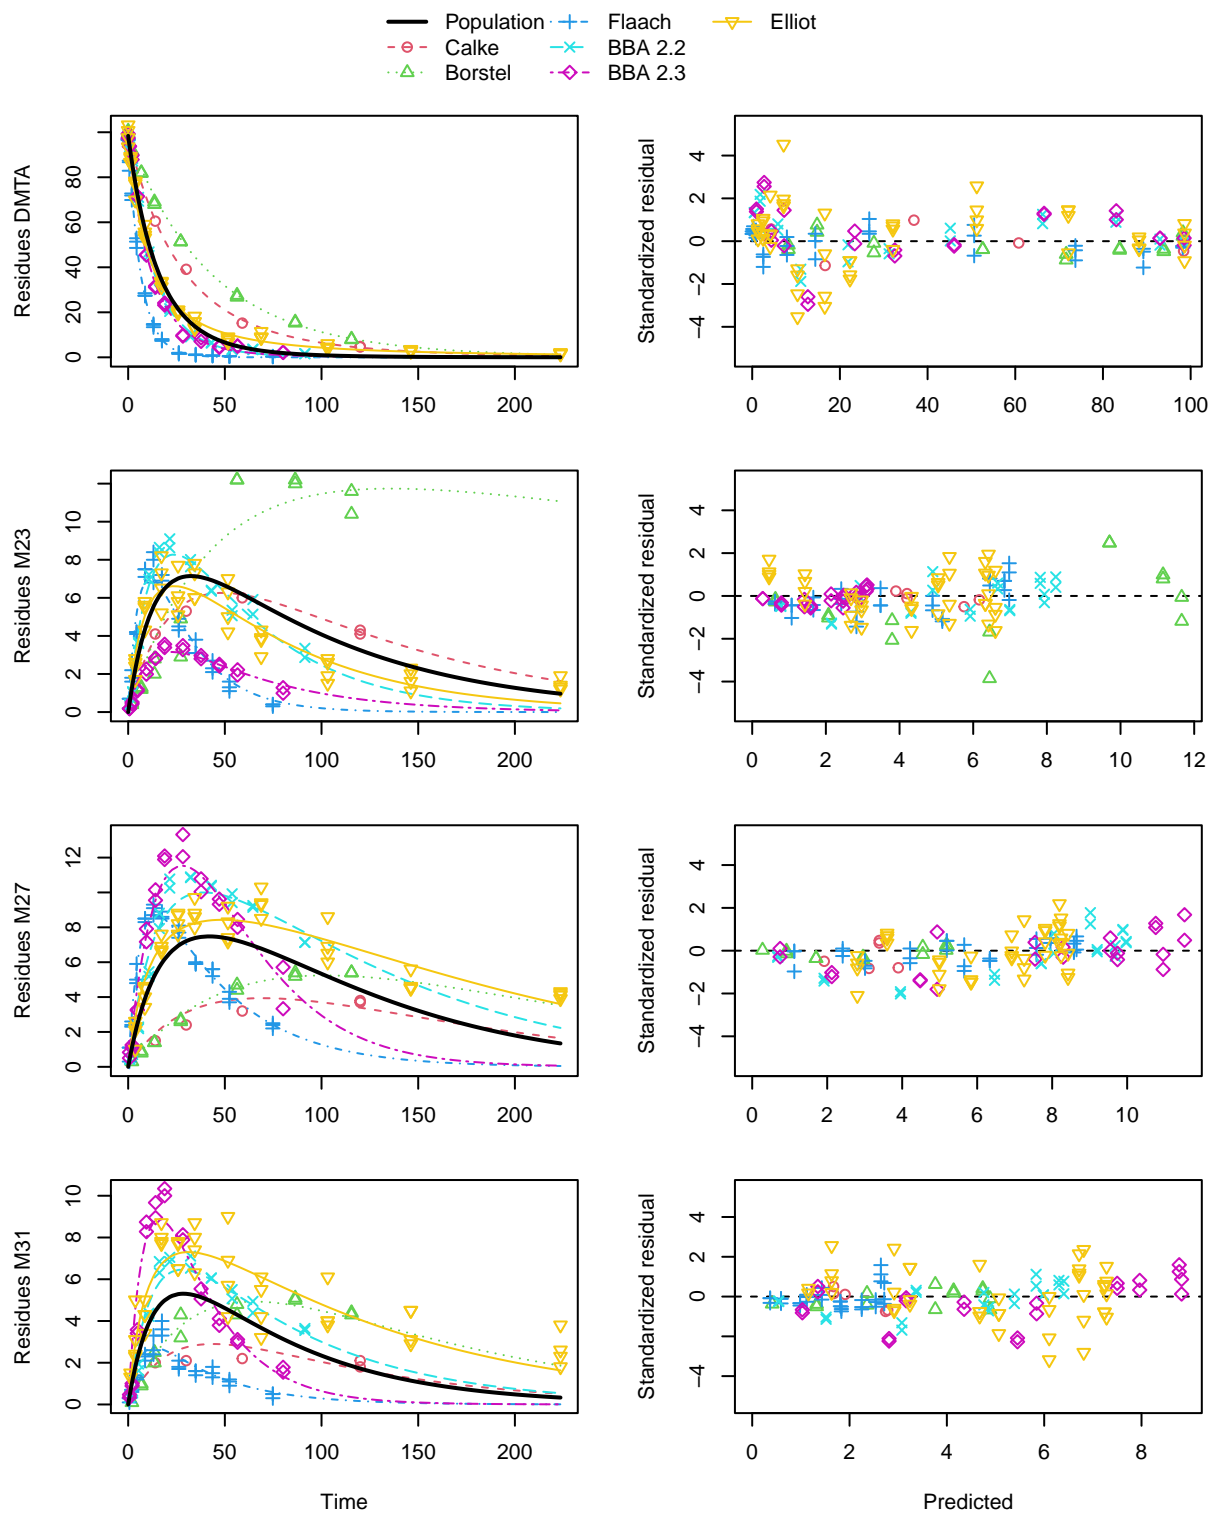 Population Flaach Elliot
Calke BBA 2.2
Borstel BBA 2.3
Residues DMTA
0 20 40 60 80
0 50 100 150 200
Standardized residual
−4 −2 0 2 4
0 20 40 60 80 100
Residues M23
0 2 4 6 8 10
0 50 100 150 200
Standardized residual
−4 −2 0 2 4
0 2 4 6 8 10 12
Residues M27
0 2 4 6 8 10 12
0 50 100 150 200
Standardized residual
−4 −2 0 2 4
0 2 4 6 8 10
Residues M31
0 2 4 6 8 10
0 50 100 150 200
Time
Standardized residual
−4 −2 0 2 4
0 2 4 6 8
Predicted